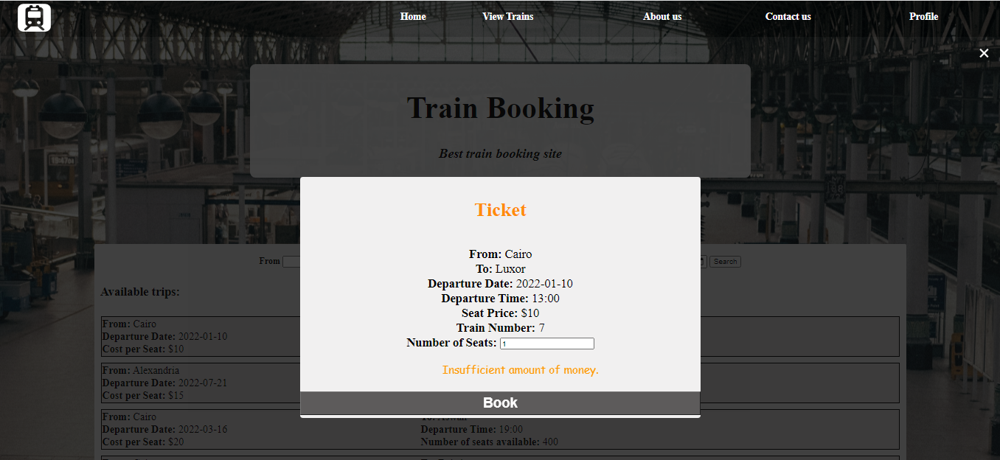 Home View Trains About us Contact us Profile
×
Train Booking
Best train booking site
Ticket
From: Cairo
To: Luxor
Departure Date: 2022-01-10
Departure Time: 13:00
Seat Price: $10
Train Number: 7
Number of Seats: 1
Insufficient amount of money.
Book
From Search
Available trips:
From: Cairo
Departure Date: 2022-01-10
Cost per Seat: $10
From: Alexandria
Departure Date: 2022-07-21
Cost per Seat: $15
From: Cairo
Departure Date: 2022-03-16 Departure Time: 19:00
Cost per Seat: $20 Number of seats available: 400